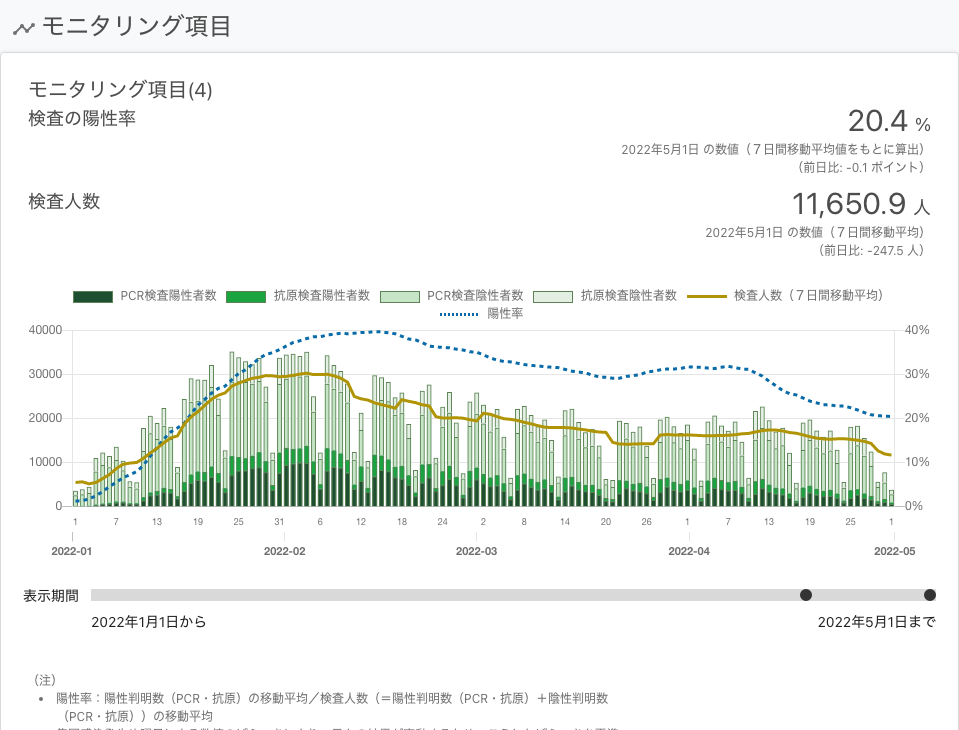 モニタリング項目
モニタリング項目(4)
検査の陽性率
20.4 %
2022年5月1日 の数値（７日間移動平均値をもとに算出）
（前日比: -0.1 ポイント）
検査人数
11,650.9 人
2022年5月1日 の数値（７日間移動平均）
（前日比: -247.5 人）
PCR検査陽性者数 抗原検査陽性者数 PCR検査陰性者数 抗原検査陰性者数 検査人数（７日間移動平均）
陽性率
40000 40%
30000 30%
20000 20%
10000 10%
0 0%
1 7 13 19 25 31 6 12 18 24 2 8 14 20 26 1 7 13 19 25 1
2022-01 2022-02 2022-03 2022-04 2022-05
表示期間
2022年1月1日から 2022年5月1日まで
（注）
• 陽性率：陽性判明数（PCR・抗原）の移動平均／検査人数（＝陽性判明数（PCR・抗原）＋陰性判明数
（PCR・抗原））の移動平均